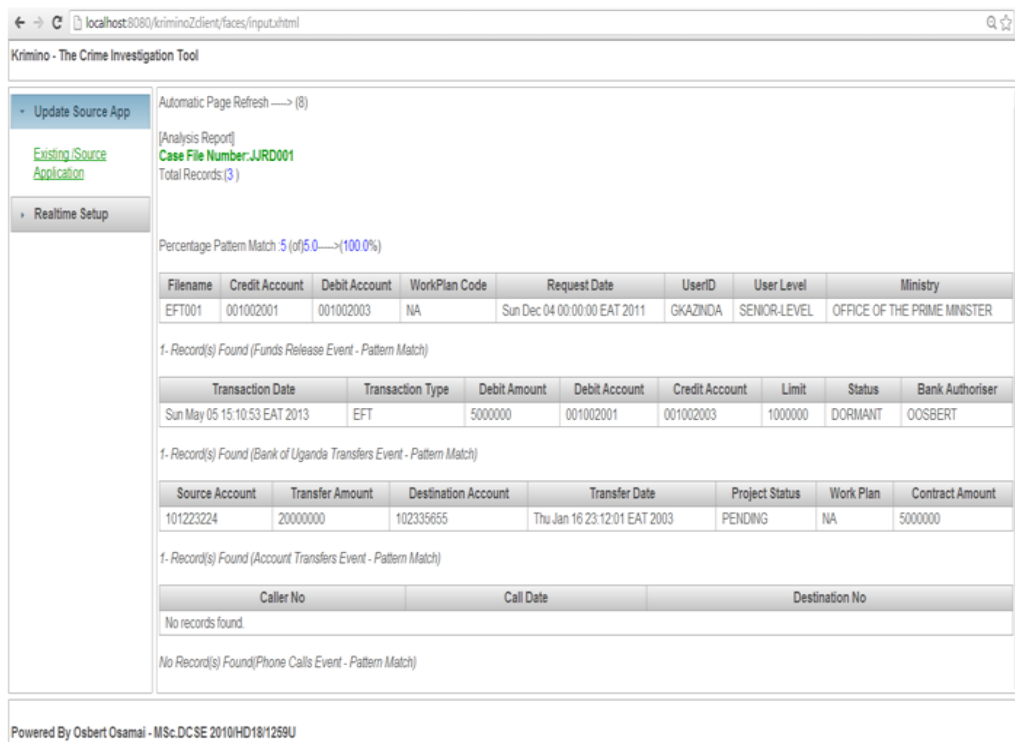 localhost:8080/kriminoZclient/faces/input.xhtml
Krimino - The Crime Investigation Tool
Update Source App
Existing /Source
Application
Realtime Setup
Automatic Page Refresh -----> (8)
[Analysis Report]
Case File Number:JJRD001
Total Records:(3 )
Percentage Pattern Match :5 (of)5.0----->(100.0%)
Filename Credit Account Debit Account WorkPlan Code Request Date UserID User Level Ministry
EFT001 001002001 001002003 NA Sun Dec 04 00:00:00 EAT 2011 GKAZINDA SENIOR-LEVEL OFFICE OF THE PRIME MINISTER
1- Record(s) Found (Funds Release Event - Pattern Match)
Transaction Date Transaction Type Debit Amount Debit Account Credit Account Limit Status Bank Authoriser
Sun May 05 15:10:53 EAT 2013 EFT 5000000 001002001 001002003 1000000 DORMANT OOSBERT
1- Record(s) Found (Bank of Uganda Transfers Event - Pattern Match)
Source Account Transfer Amount Destination Account Transfer Date Project Status Work Plan Contract Amount
101223224 20000000 102335655 Thu Jan 16 23:12:01 EAT 2003 PENDING NA 5000000
1- Record(s) Found (Account Transfers Event - Pattern Match)
Caller No Call Date Destination No
No records found.
No Record(s) Found(Phone Calls Event - Pattern Match)
Powered By Osbert Osamai - MSc.DCSE 2010/HD18/1259U